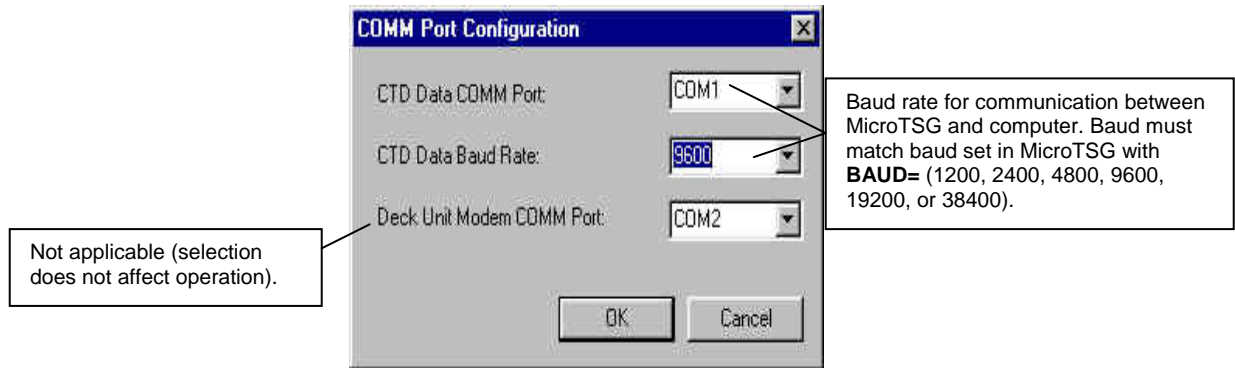 COMM Port Configuration
CTD Data COMM Port:
COM1
CTD Data Baud Rate:
9600
Deck Unit Modem COMM Port:
COM2
OK
Cancel
Baud rate for communication between
MicroTSG and computer. Baud must
match baud set in MicroTSG with
BAUD= (1200, 2400, 4800, 9600,
19200, or 38400).
Not applicable (selection
does not affect operation).